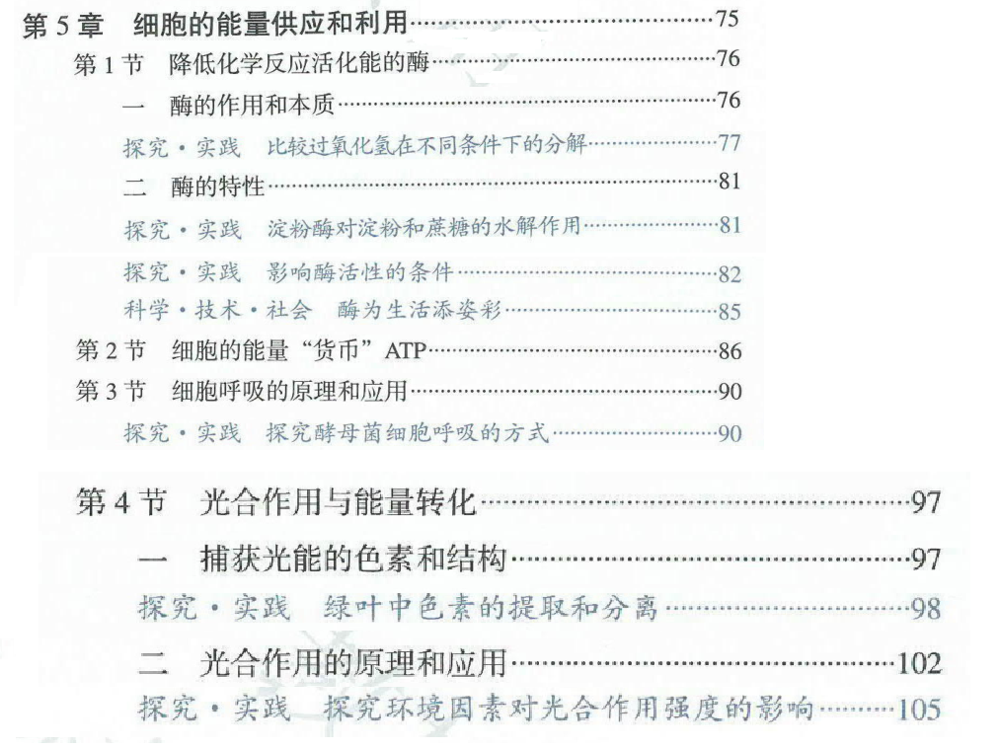 第 5 章 细胞的能量供应和利用……75
第 1 节 降低化学反应活化能的酶……76
一 酶的作用和本质……76
探究·实践 比较过氧化氢在不同条件下的分解……77
二 酶的特性……81
探究·实践 淀粉酶对淀粉和蔗糖的水解作用……81
探究·实践 影响酶活性的条件……82
科学·技术·社会 酶为生活添姿彩……85
第 2 节 细胞的能量“货币”ATP……86
第 3 节 细胞呼吸的原理和应用……90
探究·实践 探究酵母菌细胞呼吸的方式……90
第 4 节 光合作用与能量转化……97
一 捕获光能的色素和结构……97
探究·实践 绿叶中色素的提取和分离……98
二 光合作用的原理和应用……102
探究·实践 探究环境因素对光合作用强度的影响……105